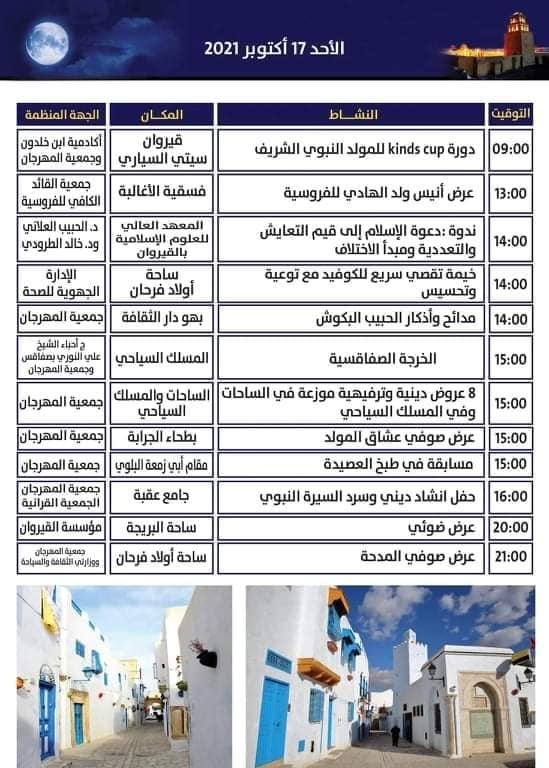 الأحد 17 أكتوبر 2021
التوقيت النشـــاط المكـــان الجهة المنظمة
09:00 دورة kinds cup للمولد النبوي الشريف قيروان سيتي السياري أكادمية ابن خلدون وجمعية المهرجان
13:00 عرض أنيس ولد الهادي للفروسية فسقية الأغالبة جمعية القائد الكافي للفروسية
14:00 ندوة :دعوة الإسلام إلى قيم التعايش والتعددية ومبدأ الاختلاف المعهد العالي للعلوم الإسلامية بالقيروان د. الحبيب العلاني ود. خالد الطرودي
14:00 خيمة تقصي سريع للكوفيد مع توعية وتحسيس ساحة أولاد فرحان الإدارة الجهوية للصحة
14:00 مدائح وأذكار الحبيب البكوش بهو دار الثقافة جمعية المهرجان
15:00 الخرجة الصفاقسية المسلك السياحي ج أحباء الشيخ علي النوري بصفاقس وجمعية المهرجان
15:00 8 عروض دينية وترفيهية موزعة في الساحات وفي المسلك السياحي الساحات والمسلك السياحي جمعية المهرجان
15:00 عرض صوفي عشاق المولد بطحاء الجرابة جمعية المهرجان
15:00 مسابقة في طبخ العصيدة مقام أبي زمعة البلوي جمعية المهرجان
16:00 حفل انشاد ديني وسرد السيرة النبوي جامع عقبة جمعية المهرجان الجمعية القرآنية
20:00 عرض ضوئي ساحة البريجة مؤسسة القيروان
21:00 عرض صوفي المدحة ساحة أولاد فرحان جمعية المهرجان ووزارتي الثقافة والسياحة